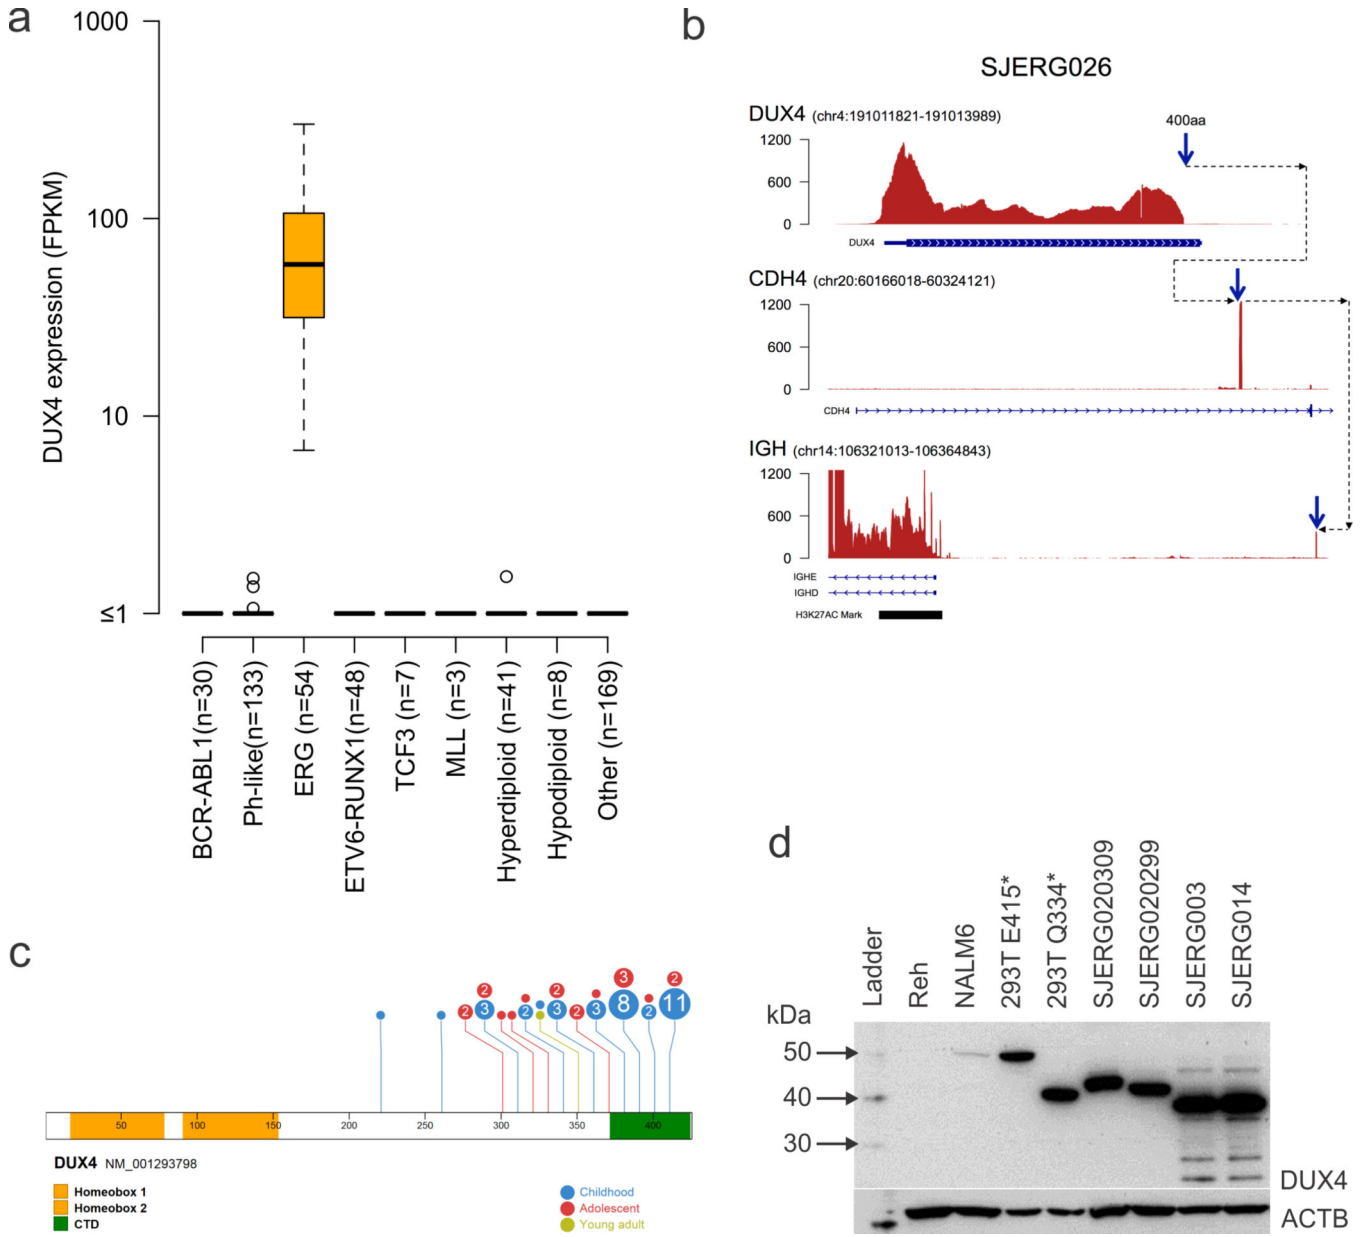 a
1000
100
10
≤1
DUX4 expression (FPKM)
BCR-ABL1(n=30)
Ph-like(n=133)
ERG (n=54)
ETV6-RUNX1(n=48)
TCF3 (n=7)
MLL (n=3)
Hyperdiploid (n=41)
Hypodiploid (n=8)
Other (n=169)
b
SJERG026
DUX4 (chr4:191011821-191013989)
400aa
1200
600
0
DUX4
CDH4 (chr20:60166018-60324121)
1200
600
0
CDH4
IGH (chr14:106321013-106364843)
1200
600
0
IGHE
IGHD
H3K27AC Mark
c
2 3 2 2 3 2 2 3 3 8 2 2 11
50 100 150 200 250 300 350 400
DUX4 NM_001293798
Homeobox 1
Homeobox 2
CTD
Childhood
Adolescent
Young adult
d
Ladder
Reh
NALM6
293T E415*
293T Q334*
SJERG020309
SJERG020299
SJERG003
SJERG014
kDa
50
40
30
DUX4
ACTB